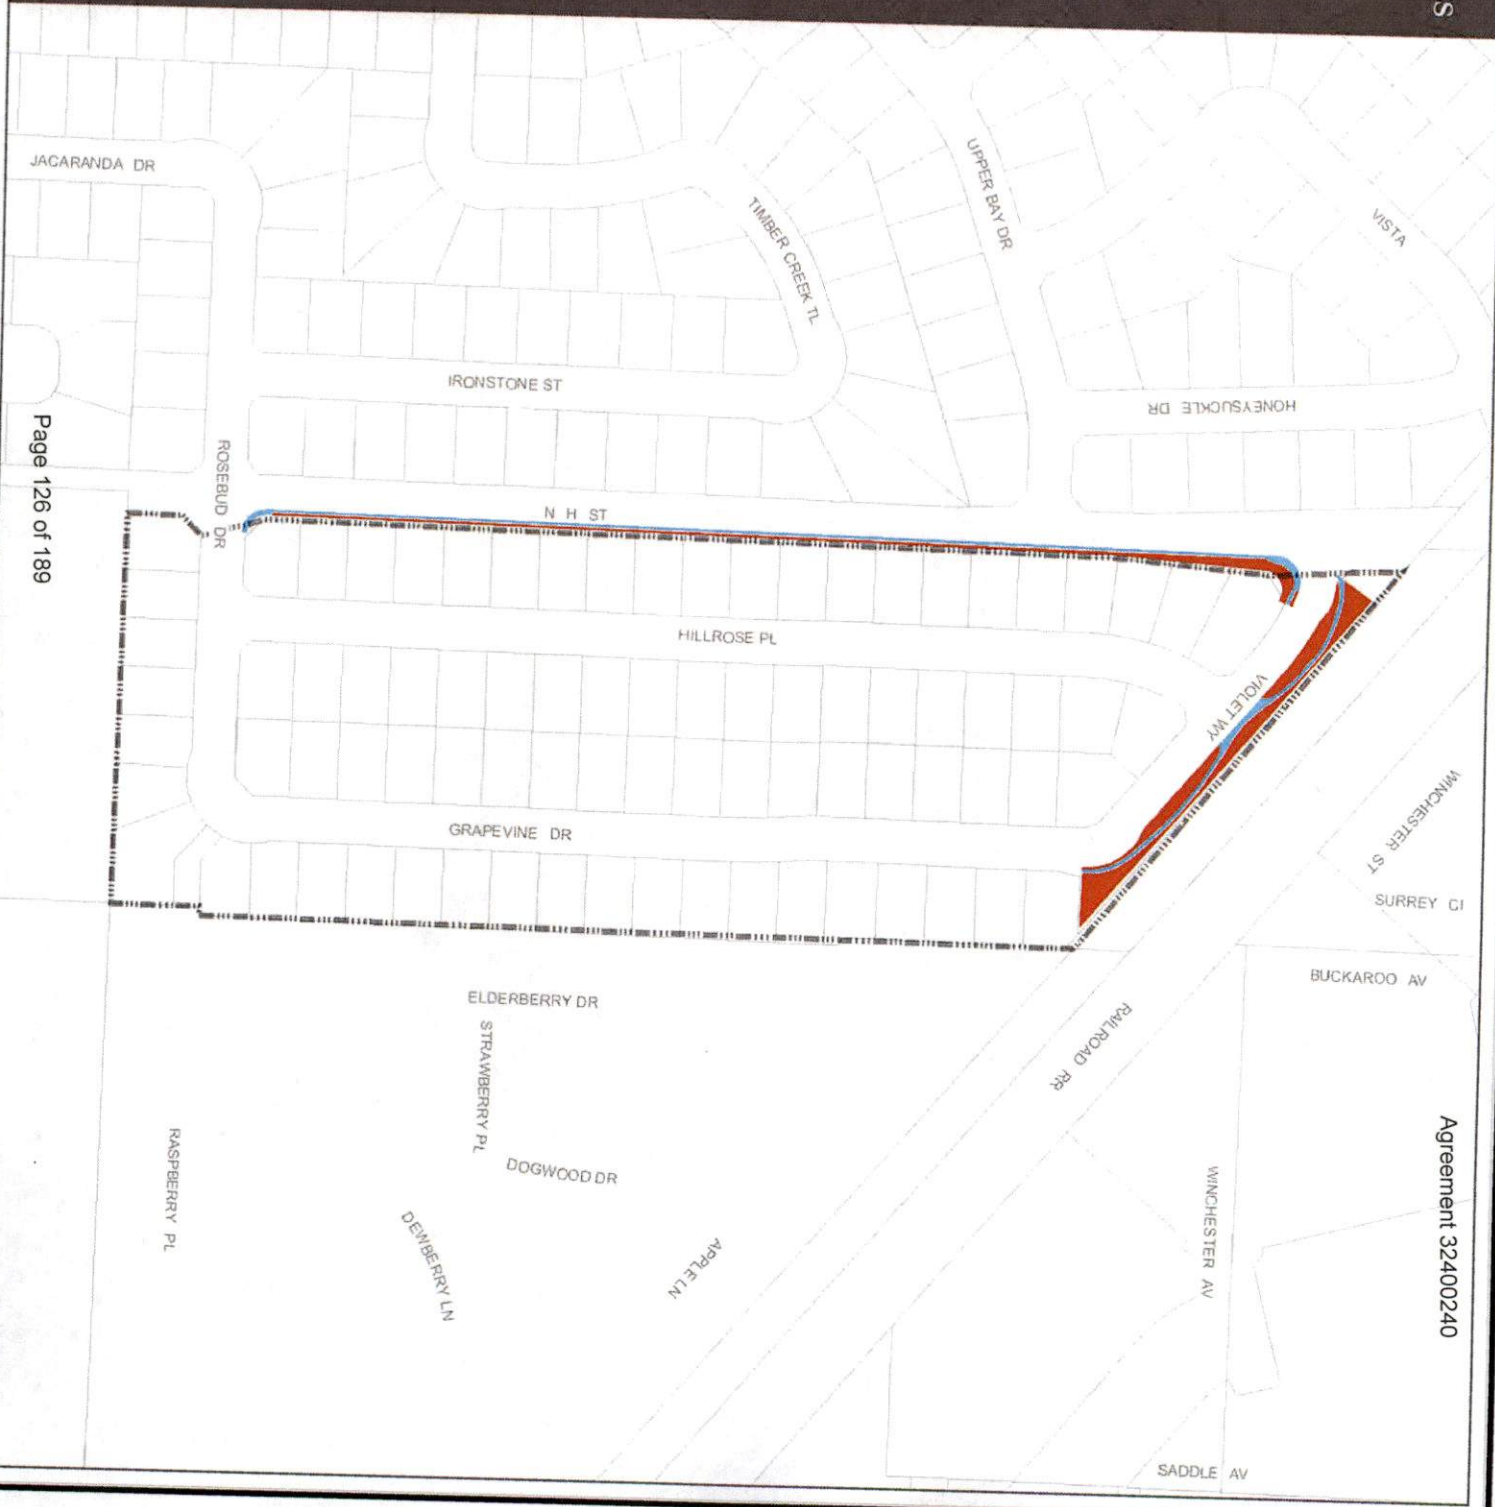 S
JACARANDA DR
UPPER BAY DR
VISTA
TIMBER CREEK TL
IRONSTONE ST
HONEYSUCKLE DR
ROSEBUD DR
N H ST
Page 126 of 189
HILLROSE PL
VIOLET WY
WINCHESTER ST
GRAPEVINE DR
SURREY CI
BUCKAROO AV
ELDERBERRY DR
STRAWBERRY PL
RAILROAD RR
DOGWOOD DR
RASPBERRY PL
DEWBERRY LN
APPLE LN
WINCHESTER AV
Agreement 32400240
SADDLE AV